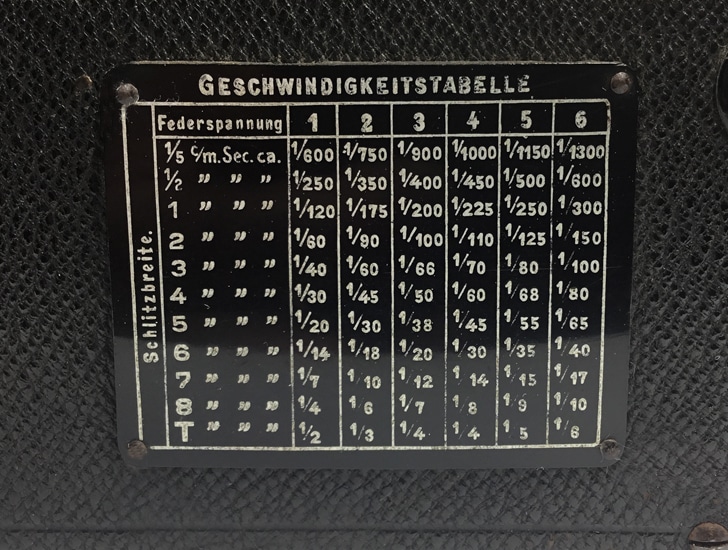 GESCHWINDIGKEITSTABELLE
Federspannung 1 2 3 4 5 6
Schlitzbreite.
1/5 c/m. Sec. ca. 1/600 1/750 1/900 1/1000 1/1150 1/1300
1/2 " " " 1/250 1/350 1/400 1/450 1/500 1/600
1 " " " 1/120 1/175 1/200 1/225 1/250 1/300
2 " " " 1/60 1/90 1/100 1/110 1/125 1/150
3 " " " 1/40 1/60 1/66 1/70 1/80 1/100
4 " " " 1/30 1/45 1/50 1/60 1/68 1/80
5 " " " 1/20 1/30 1/38 1/45 1/55 1/65
6 " " " 1/14 1/18 1/20 1/30 1/35 1/40
7 " " " 1/7 1/10 1/12 1/14 1/15 1/17
8 " " " 1/4 1/6 1/7 1/8 1/9 1/10
T " " " 1/2 1/3 1/4 1/4 1/5 1/6